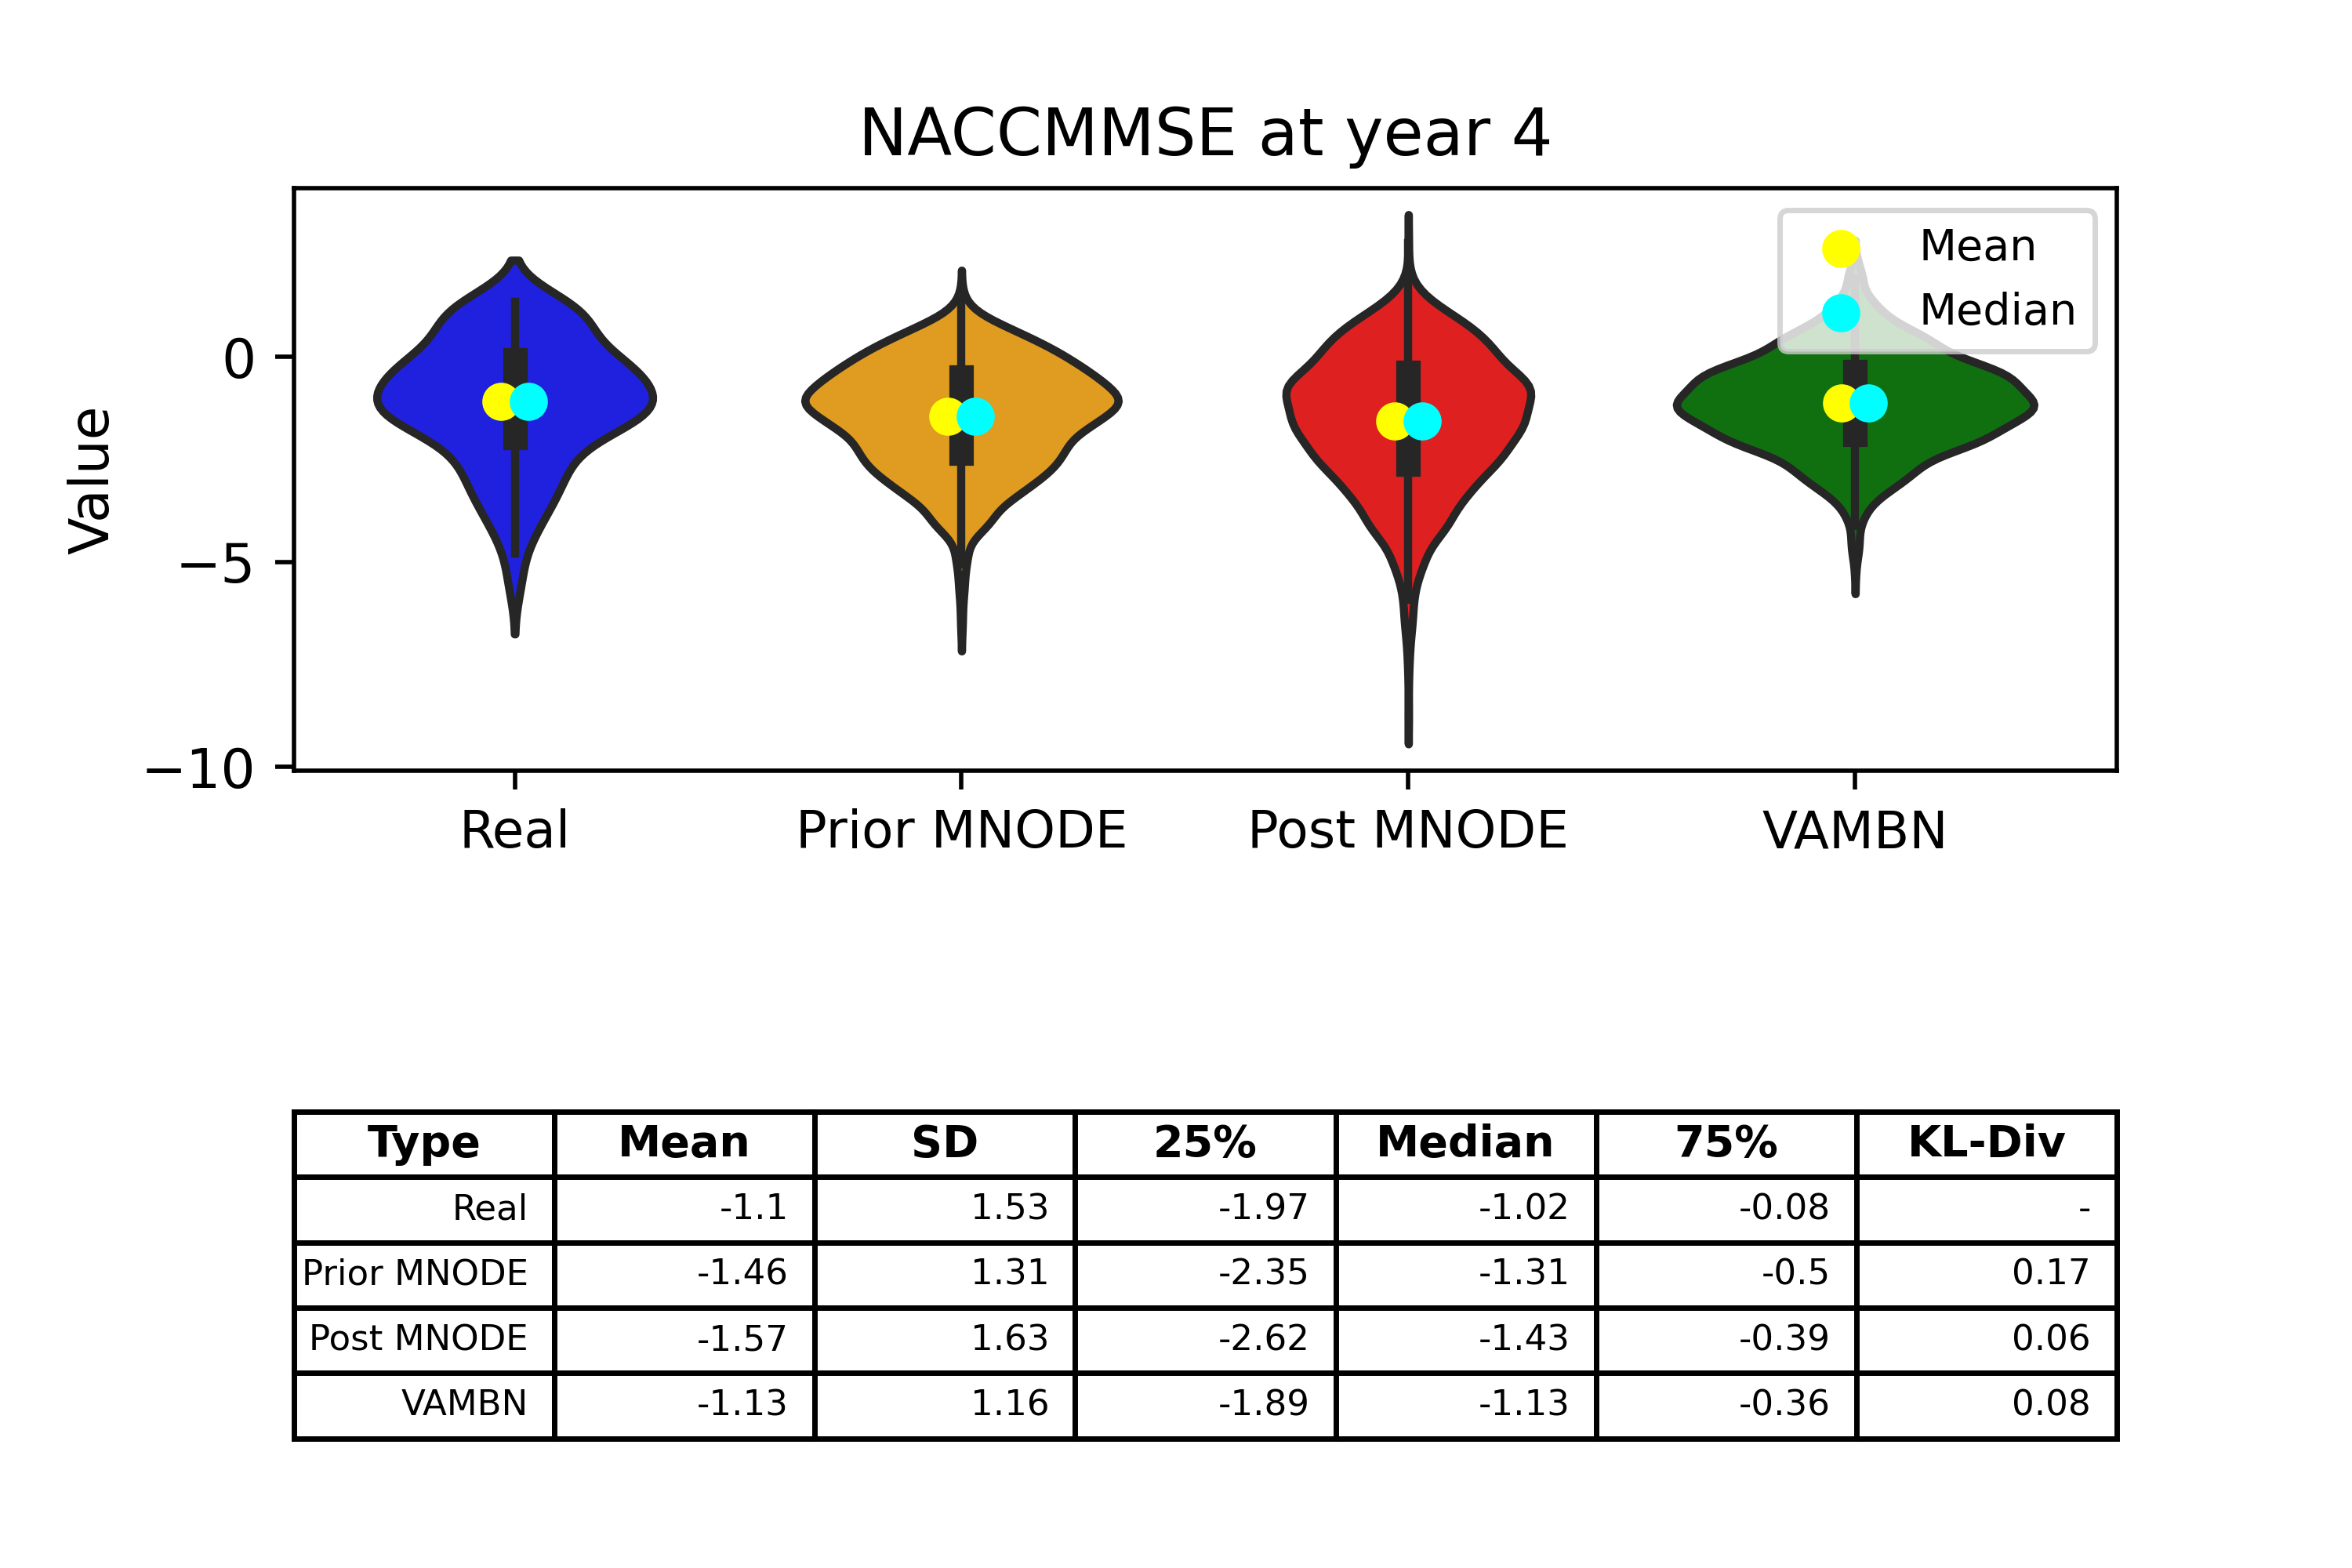 NACCMMSE at year 4
Mean
Median
Value
0
−5
−10
Real Prior MNODE Post MNODE VAMBN
Type Mean SD 25% Median 75% KL-Div
Real -1.1 1.53 -1.97 -1.02 -0.08 -
Prior MNODE -1.46 1.31 -2.35 -1.31 -0.5 0.17
Post MNODE -1.57 1.63 -2.62 -1.43 -0.39 0.06
VAMBN -1.13 1.16 -1.89 -1.13 -0.36 0.08